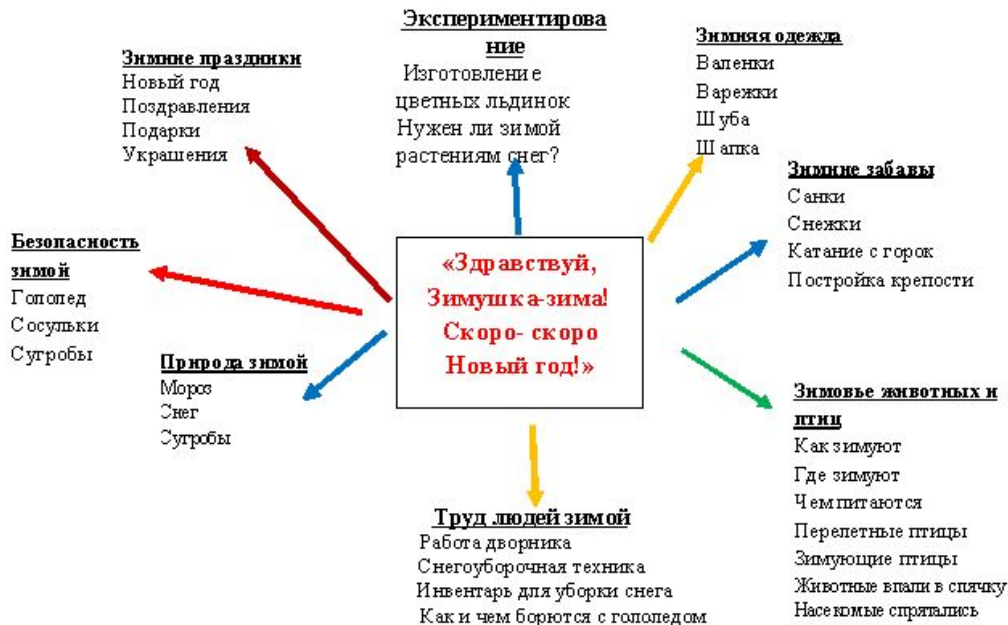 Экспериментирова
ние
Изготовление
цветных льдинок
Нужен ли зимой
растениям снег?
Зимние праздники
Новый год
Поздравления
Подарки
Украшения
Зимняя одежда
Валенки
Варежки
Шуба
Шапка
Зимние забавы
Санки
Снежки
Катание с горок
Постройка крепости
Безопасность
зимой
Гололед
Сосульки
Сугробы
«Здравствуй,
Зимушка-зима!
Скоро- скоро
Новый год!»
Природа зимой
Мороз
Снег
Сугробы
Зимовье животных и
птиц
Как зимуют
Где зимуют
Чем питаются
Перелетные птицы
Зимующие птицы
Животные впали в спячку
Насекомые спрятались
Труд людей зимой
Работа дворника
Снегоуборочная техника
Инвентарь для уборки снега
Как и чем борются с гололедом